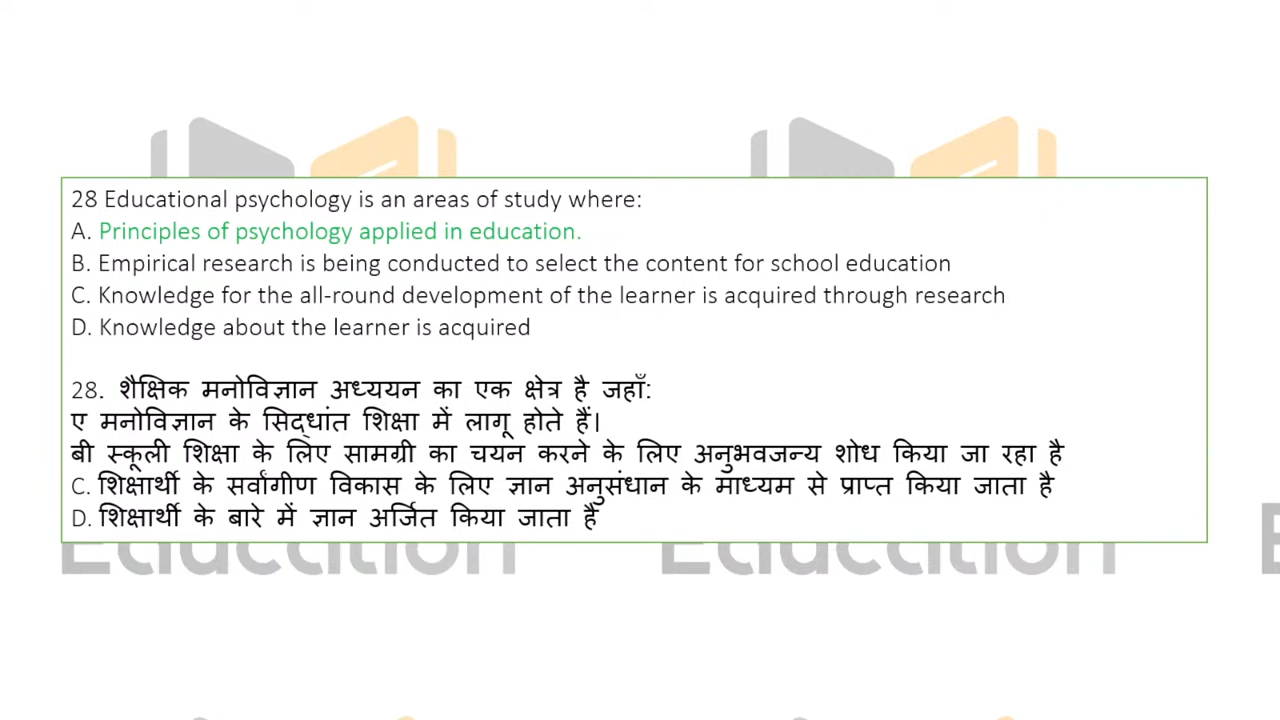 28 Educational psychology is an areas of study where:
A. Principles of psychology applied in education.
B. Empirical research is being conducted to select the content for school education
C. Knowledge for the all-round development of the learner is acquired through research
D. Knowledge about the learner is acquired
28. शैक्षिक मनोविज्ञान अध्ययन का एक क्षेत्र है जहाँ:
ए मनोविज्ञान के सिद्धांत शिक्षा में लागू होते हैं।
बी स्कूली शिक्षा के लिए सामग्री का चयन करने के लिए अनुभवजन्य शोध किया जा रहा है
C. शिक्षार्थी के सर्वांगीण विकास के लिए ज्ञान अनुसंधान के माध्यम से प्राप्त किया जाता है
D. शिक्षार्थी के बारे में ज्ञान अर्जित किया जाता है
Education Education E